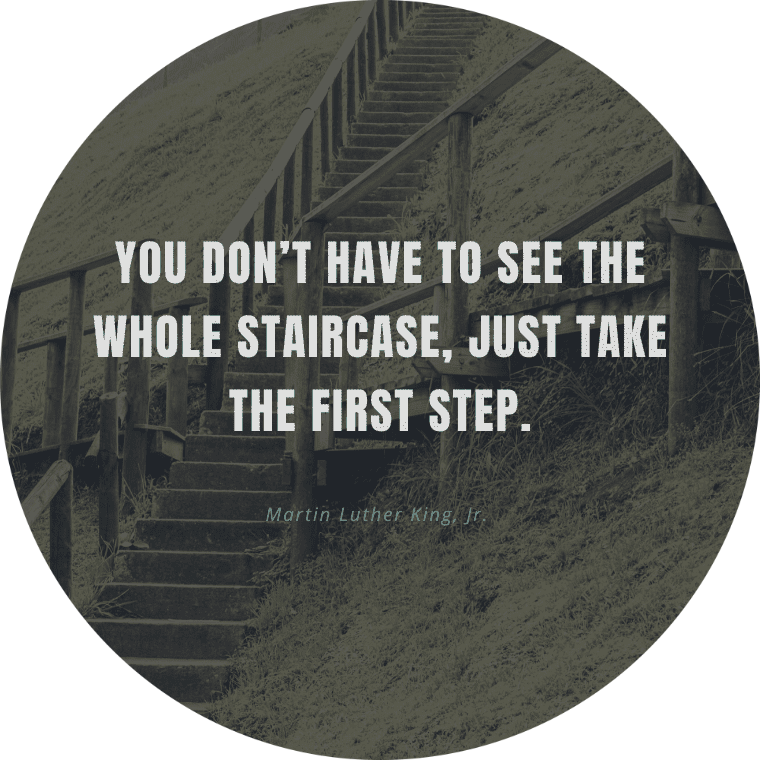 YOU DON’T HAVE TO SEE THE
WHOLE STAIRCASE, JUST TAKE
THE FIRST STEP.
Martin Luther King, Jr.